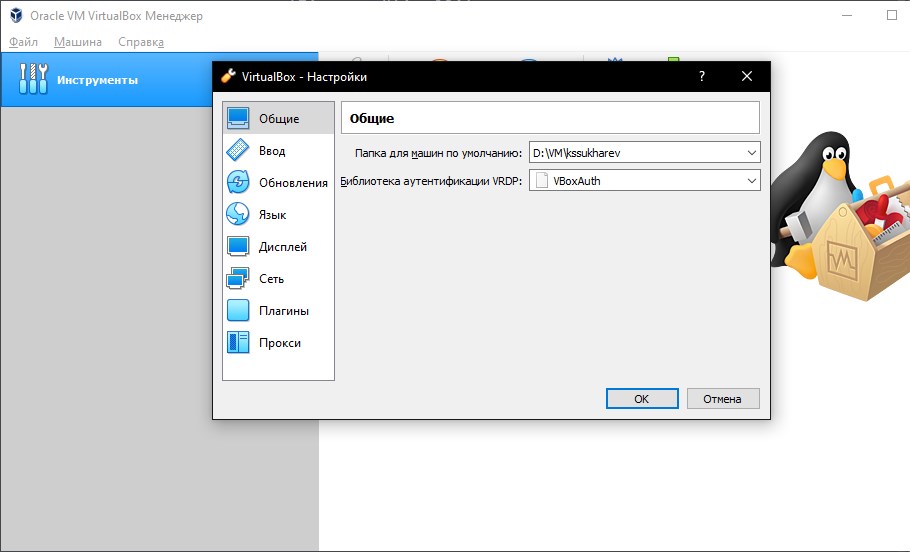 Oracle VM VirtualBox Менеджер
Файл Машина Справка
Инструменты
VirtualBox - Настройки
Общие
Ввод
Обновления
Язык
Дисплей
Сеть
Плагины
Прокси
Общие
Папка для машин по умолчанию: D:\VM\kssukharev
Библиотека аутентификации VRDP: VBoxAuth
OK Отмена